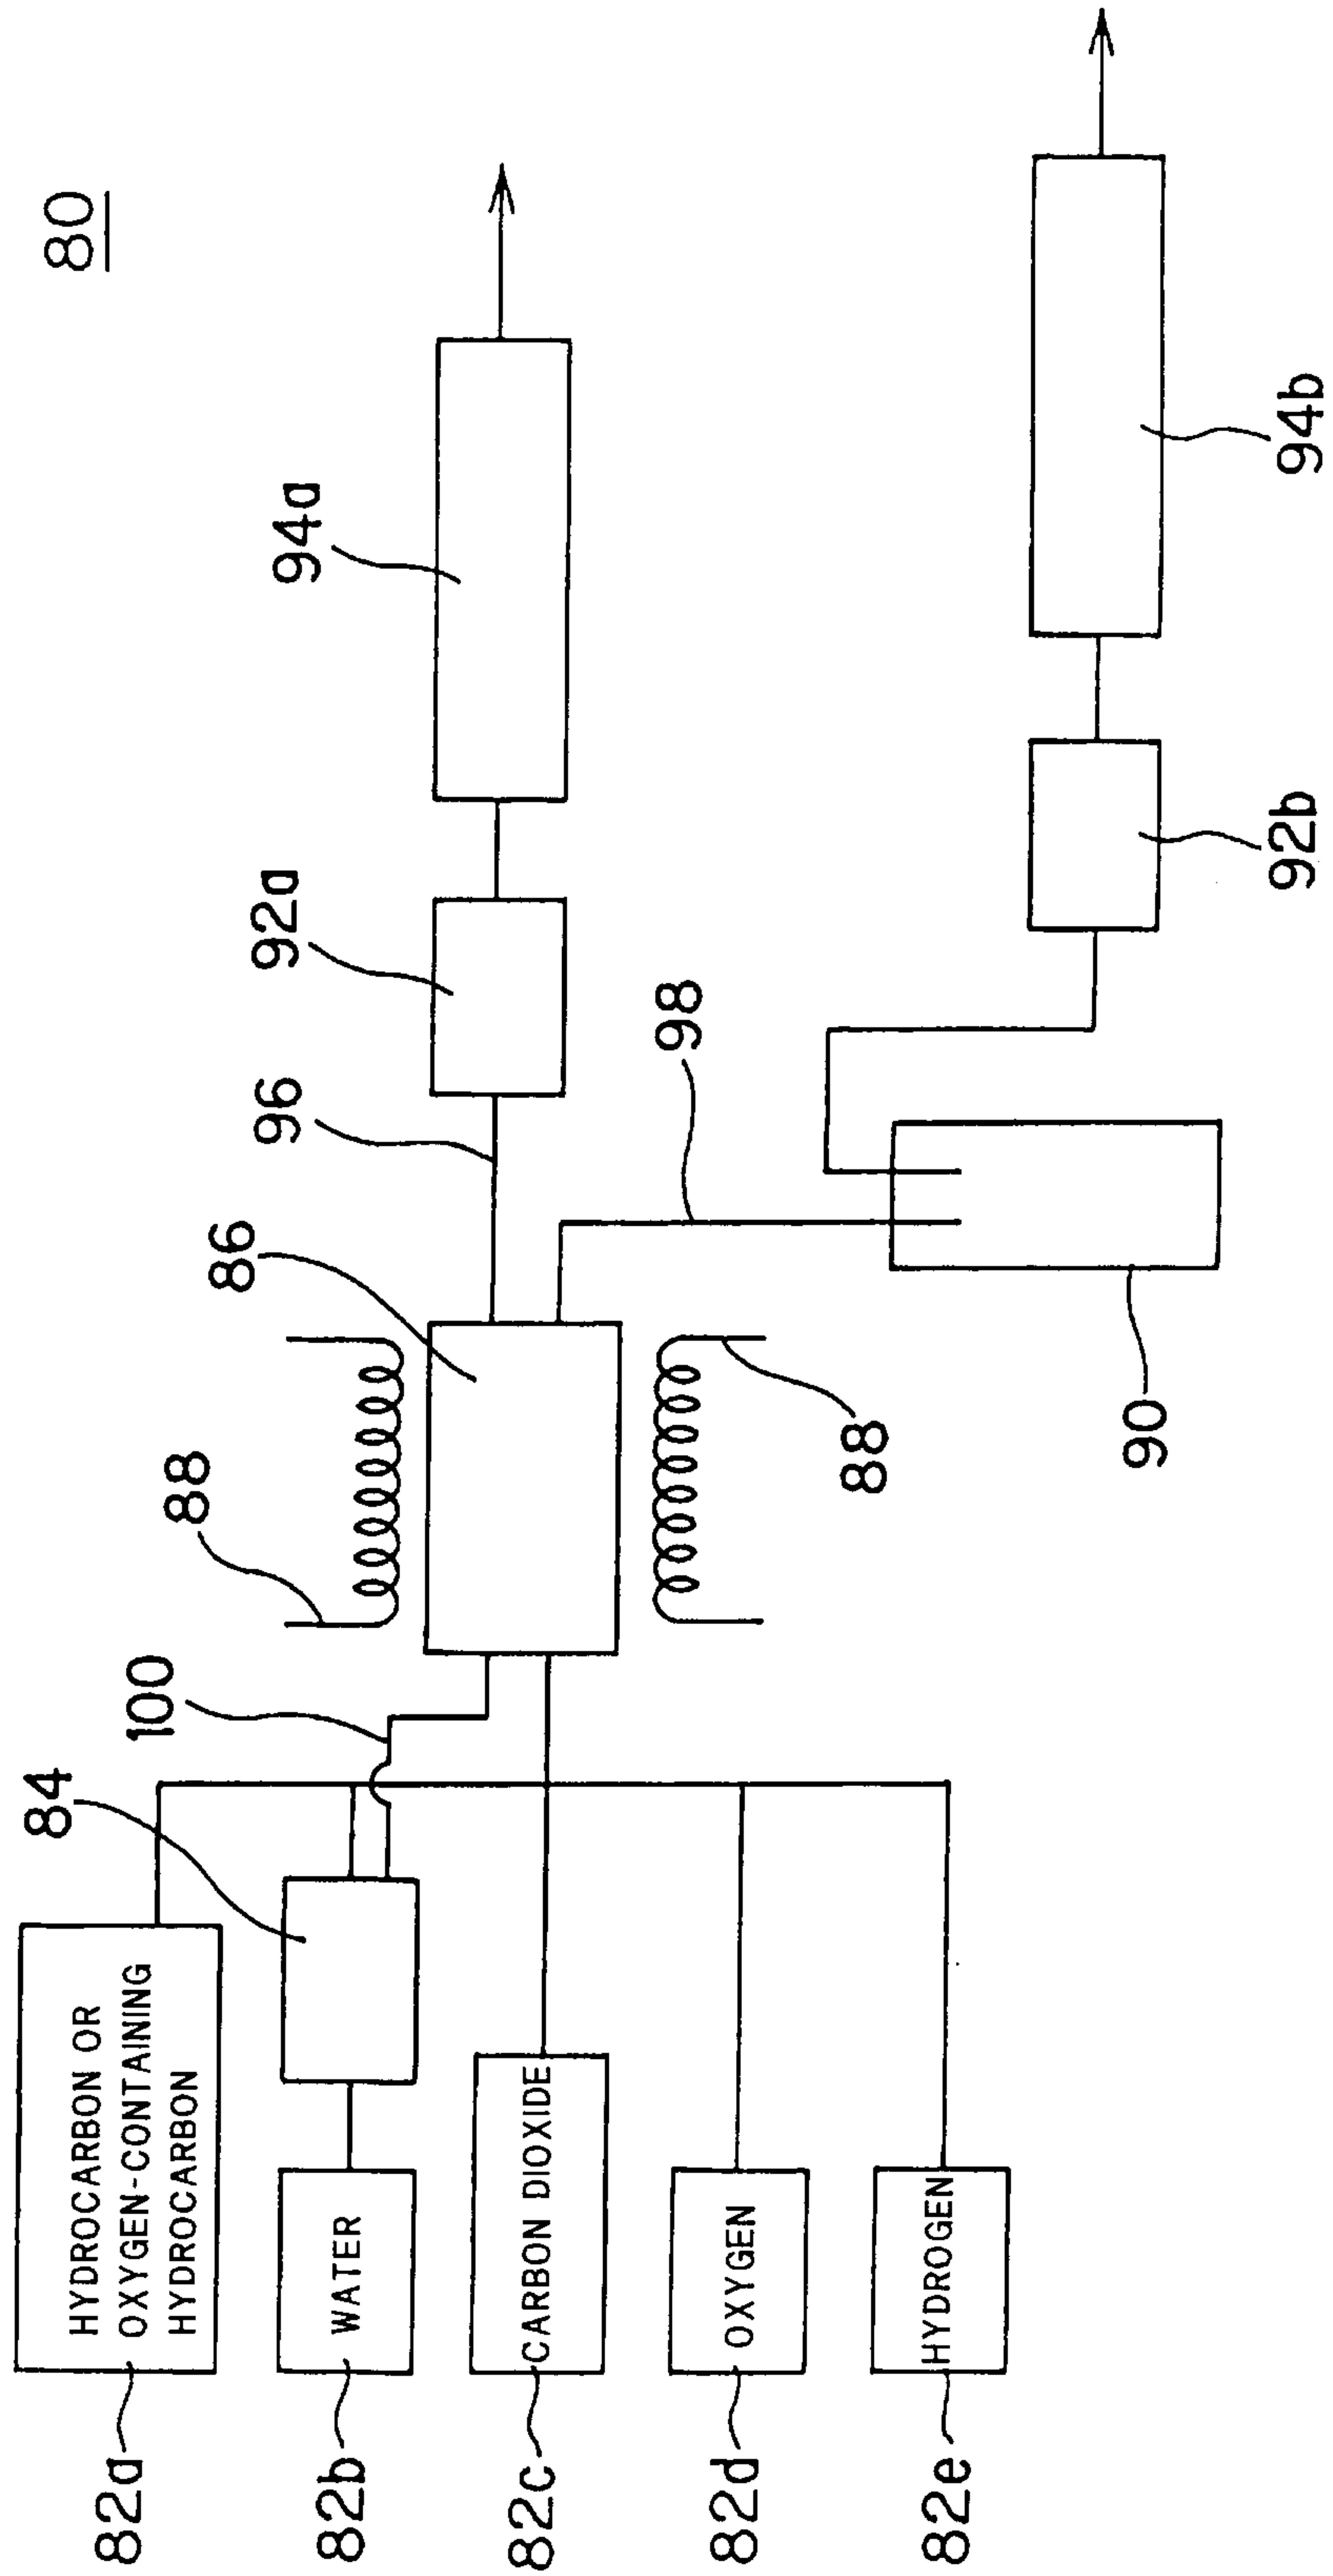 80
82a
HYDROCARBON OR
OXYGEN-CONTAINING
HYDROCARBON
82b
WATER
82c
CARBON DIOXIDE
82d
OXYGEN
82e
HYDROGEN
84
100
88
86
88
96
98
90
92a
92b
94a
94b